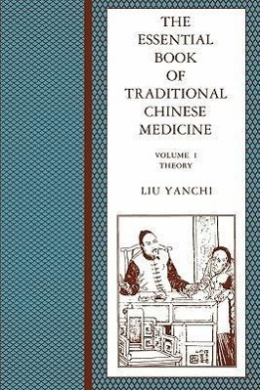 THE
ESSENTIAL
BOOK
OF
TRADITIONAL
CHINESE
MEDICINE
VOLUME 1
THEORY
LIU YANCHI